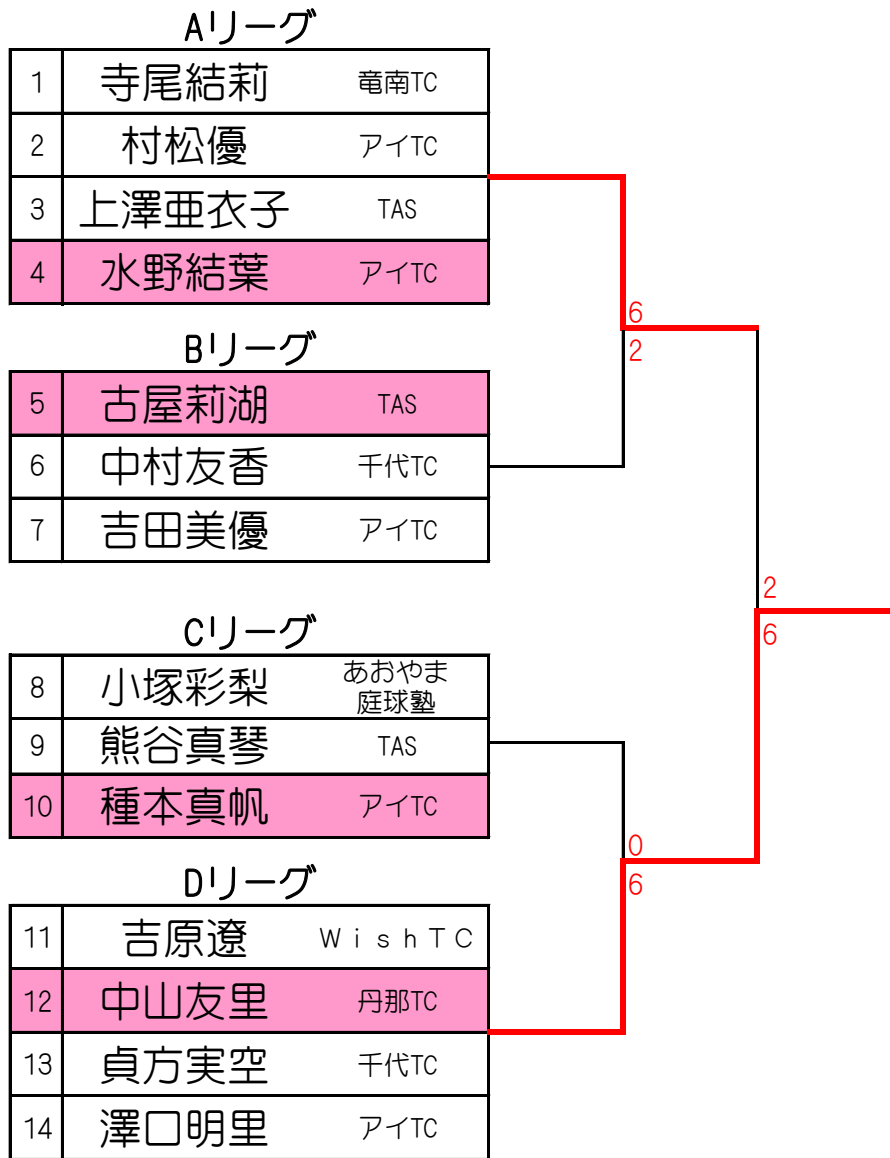 Aリーグ
1 寺尾結莉 竜南TC
2 村松優 アイTC
3 上澤亜衣子 TAS
4 水野結葉 アイTC
6
2
Bリーグ
5 古屋莉湖 TAS
6 中村友香 千代TC
7 吉田美優 アイTC
2
6
Cリーグ
8 小塚彩梨 あおやま
庭球塾
9 熊谷真琴 TAS
10 種本真帆 アイTC
0
6
Dリーグ
11 吉原遼 WishTC
12 中山友里 丹那TC
13 貞方実空 千代TC
14 澤口明里 アイTC